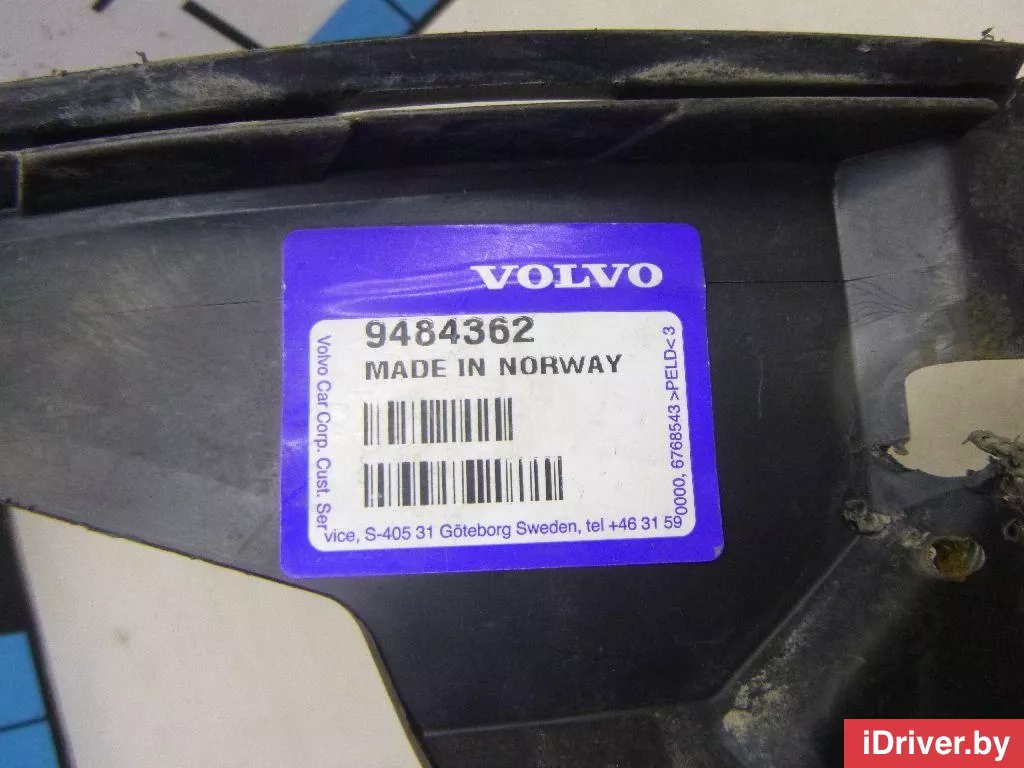 VOLVO
9484362
MADE IN NORWAY
Volvo Car Corp. Cust. Service, S-405 31 Göteborg Sweden, tel +46 31 590000, 6768543 >PELD< 3
iDriver.by